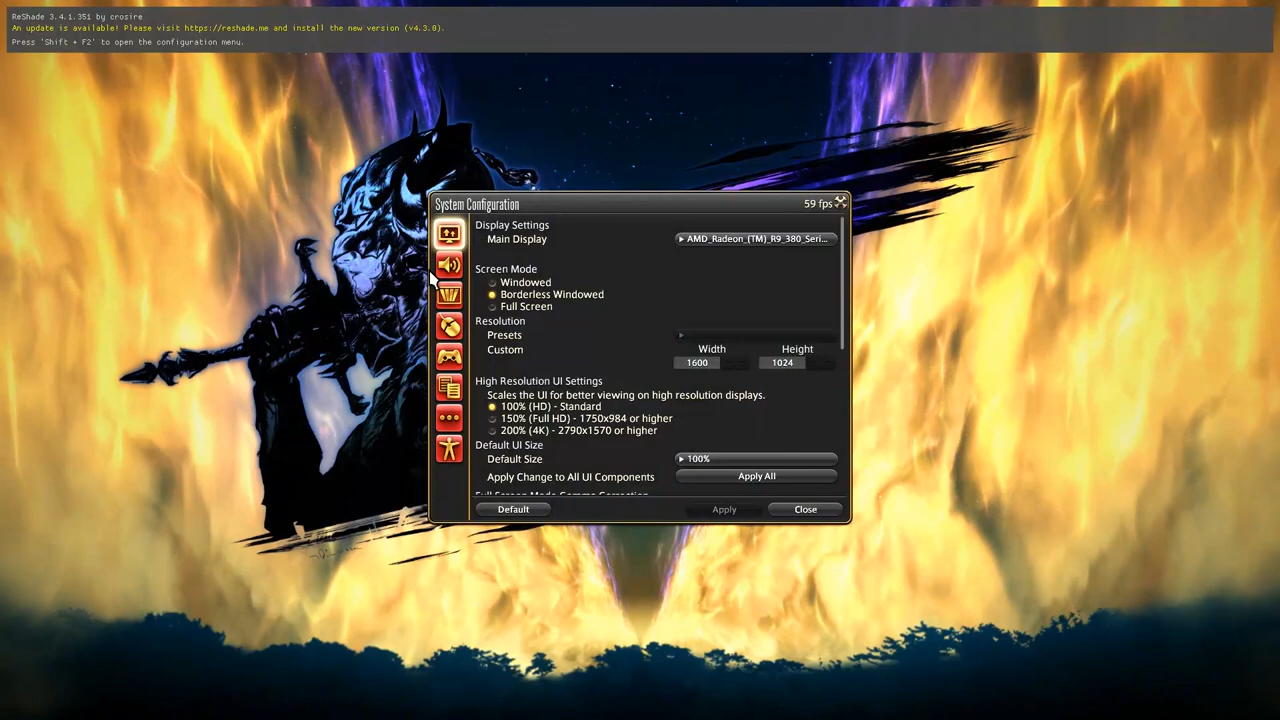 ReShade 3.4.1.351 by crosire
An update is available! Please visit https://reshade.me and install the new version (v4.3.0).
Press 'Shift + F2' to open the configuration menu.
System Configuration 59 fps
Display Settings
Main Display AMD_Radeon_(TM)_R9_380_Seri...
Screen Mode
Windowed
Borderless Windowed
Full Screen
Resolution
Presets
Custom Width Height
1600 1024
High Resolution UI Settings
Scales the UI for better viewing on high resolution displays.
100% (HD) - Standard
150% (Full HD) - 1750x984 or higher
200% (4K) - 2790x1570 or higher
Default UI Size
Default Size 100%
Apply Change to All UI Components Apply All
Full Screen Mode Gamma Correction
Default Apply Close